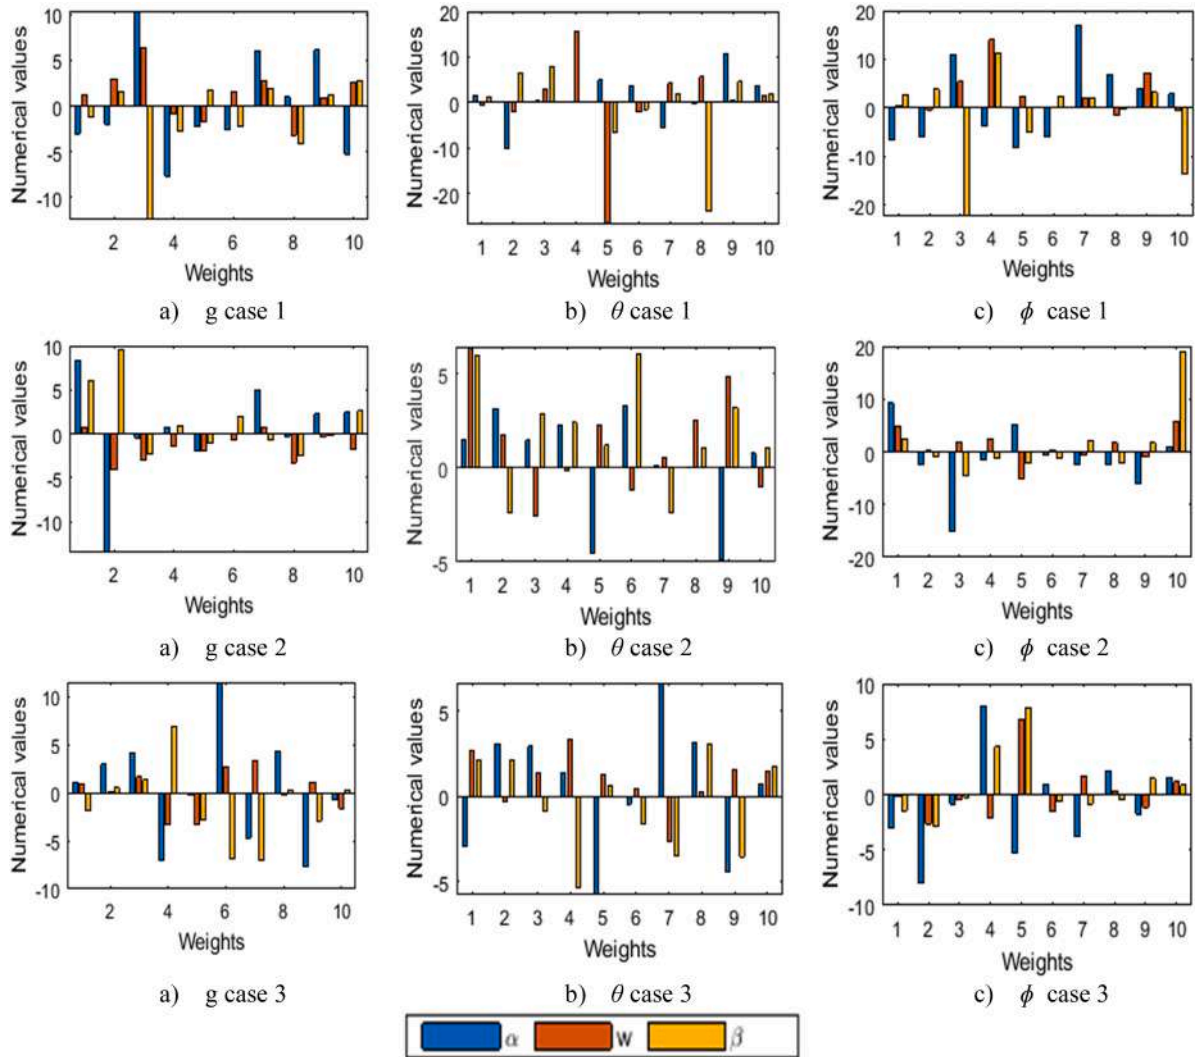 10
5
0
-5
-10
Numerical values
2
4
6
8
10
Weights
a) g case 1
20
10
0
-10
-20
Numerical values
1 2 3 4 5 6 7 8 9 10
Weights
b) θ case 1
20
10
0
-10
-20
Numerical values
1 2 3 4 5 6 7 8 9 10
Weights
c) ϕ case 1
10
5
0
-5
-10
Numerical values
2 4 6 8 10
Weights
a) g case 2
5
0
-5
Numerical values
1 2 3 4 5 6 7 8 9 10
Weights
b) θ case 2
20
10
0
-10
-20
Numerical values
1 2 3 4 5 6 7 8 9 10
Weights
c) ϕ case 2
10
5
0
-5
-10
Numerical values
2 4 6 8 10
Weights
a) g case 3
5
0
-5
Numerical values
1 2 3 4 5 6 7 8 9 10
Weights
b) θ case 3
10
5
0
-5
-10
Numerical values
1 2 3 4 5 6 7 8 9 10
Weights
c) ϕ case 3
α w β